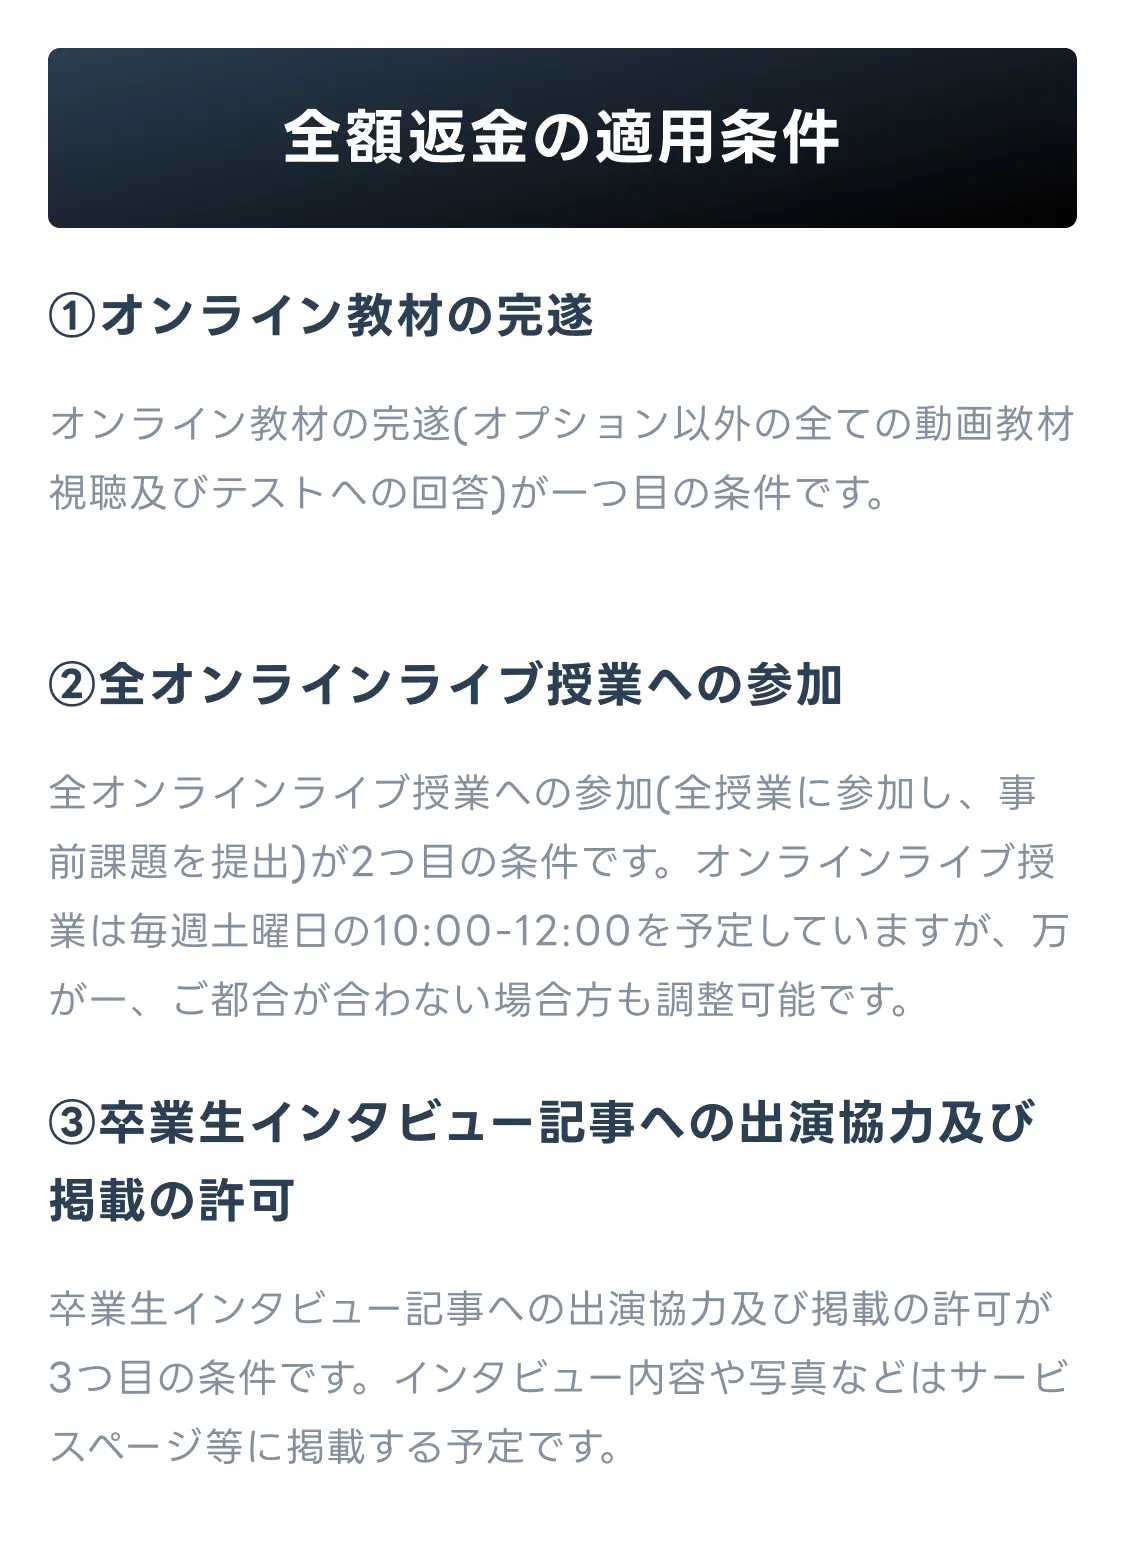 全額返金の適用条件
①オンライン教材の完遂
オンライン教材の完遂(オプション以外の全ての動画教材
視聴及びテストへの回答)が一つ目の条件です。
②全オンラインライブ授業への参加
全オンラインライブ授業への参加(全授業に参加し、事
前課題を提出)が2つ目の条件です。オンラインライブ授
業は毎週土曜日の10:00-12:00を予定していますが、万
が一、ご都合が合わない場合方も調整可能です。
③卒業生インタビュー記事への出演協力及び
掲載の許可
卒業生インタビュー記事への出演協力及び掲載の許可が
3つ目の条件です。インタビュー内容や写真などはサービ
スページ等に掲載する予定です。